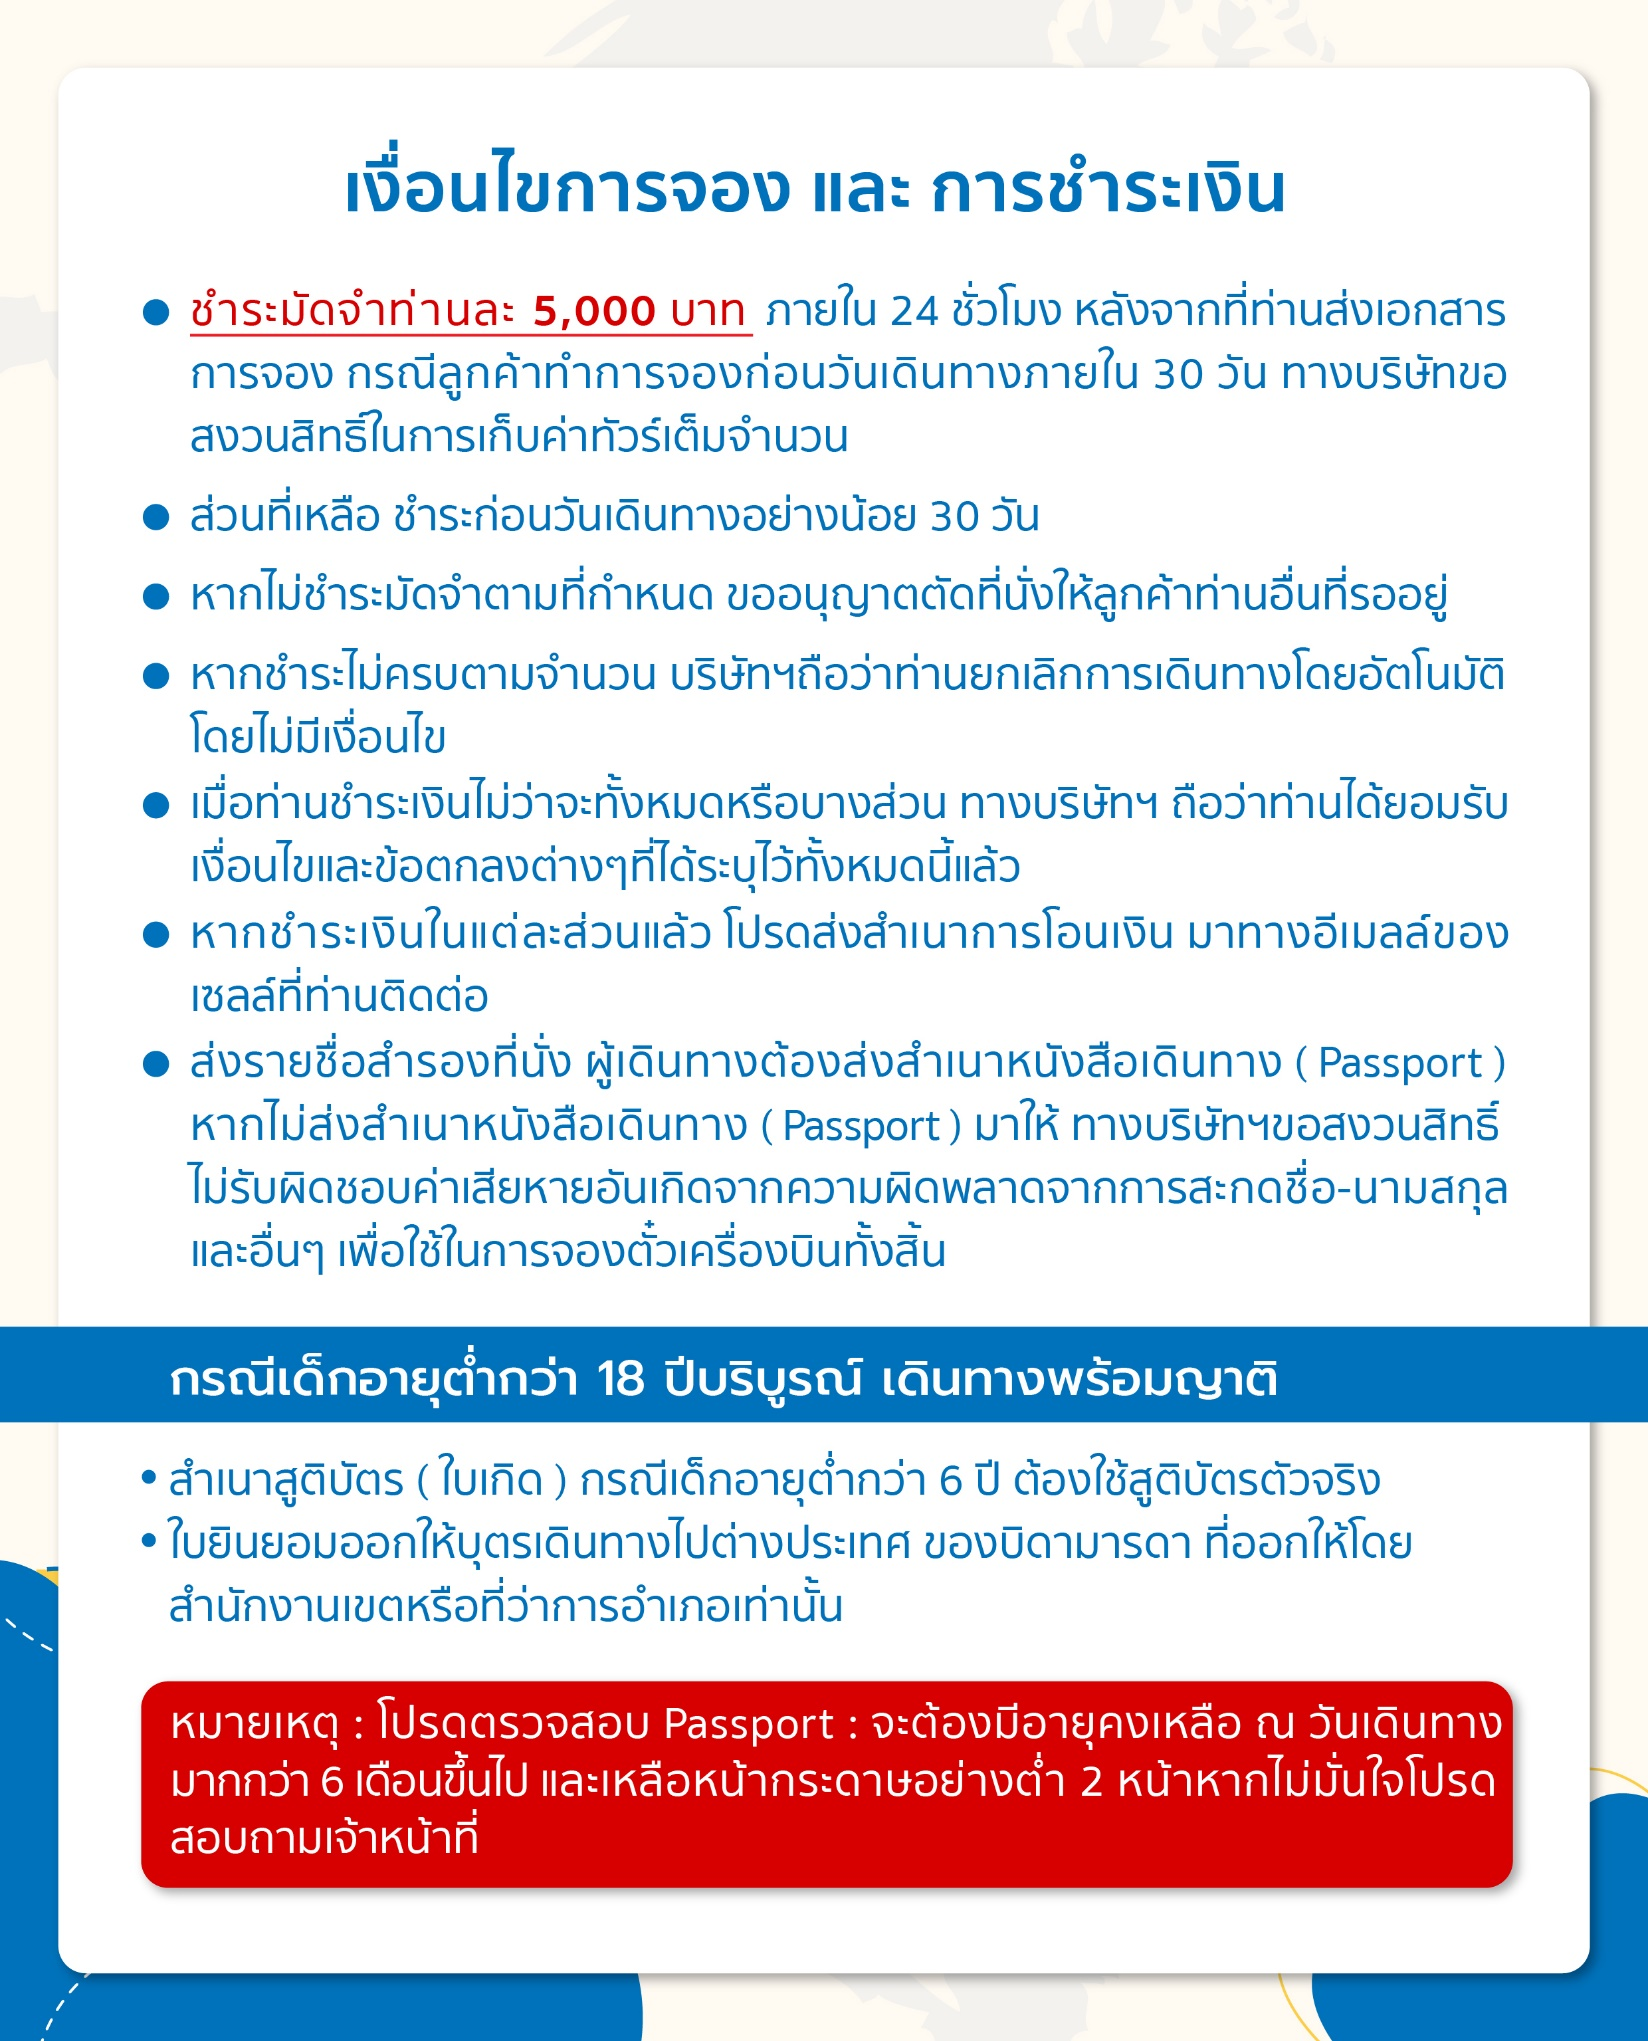 เงื่อนไขการจอง และ การชำระเงิน
● ชำระมัดจำท่านละ 5,000 บาท ภายใน 24 ชั่วโมง หลังจากที่ท่านส่งเอกสาร
การจอง กรณีลูกค้าทำการจองก่อนวันเดินทางภายใน 30 วัน ทางบริษัทขอ
สงวนสิทธิ์ในการเก็บค่าทัวร์เต็มจำนวน
● ส่วนที่เหลือ ชำระก่อนวันเดินทางอย่างน้อย 30 วัน
● หากไม่ชำระมัดจำตามที่กำหนด ขออนุญาตตัดที่นั่งให้ลูกค้าท่านอื่นที่รออยู่
● หากชำระไม่ครบตามจำนวน บริษัทฯถือว่าท่านยกเลิกการเดินทางโดยอัตโนมัติ
โดยไม่มีเงื่อนไข
● เมื่อท่านชำระเงินไม่ว่าจะทั้งหมดหรือบางส่วน ทางบริษัทฯ ถือว่าท่านได้ยอมรับ
เงื่อนไขและข้อตกลงต่างๆที่ได้ระบุไว้ทั้งหมดนี้แล้ว
● หากชำระเงินในแต่ละส่วนแล้ว โปรดส่งสำเนาการโอนเงิน มาทางอีเมลล์ของ
เซลล์ที่ท่านติดต่อ
● ส่งรายชื่อสำรองที่นั่ง ผู้เดินทางต้องส่งสำเนาหนังสือเดินทาง ( Passport )
หากไม่ส่งสำเนาหนังสือเดินทาง ( Passport ) มาให้ ทางบริษัทฯขอสงวนสิทธิ์
ไม่รับผิดชอบค่าเสียหายอันเกิดจากความผิดพลาดจากการสะกดชื่อ-นามสกุล
และอื่นๆ เพื่อใช้ในการจองตั๋วเครื่องบินทั้งสิ้น
กรณีเด็กอายุต่ำกว่า 18 ปีบริบูรณ์ เดินทางพร้อมญาติ
• สำเนาสูติบัตร ( ใบเกิด ) กรณีเด็กอายุต่ำกว่า 6 ปี ต้องใช้สูติบัตรตัวจริง
• ใบยินยอมออกให้บุตรเดินทางไปต่างประเทศ ของบิดามารดา ที่ออกให้โดย
สำนักงานเขตหรือที่ว่าการอำเภอเท่านั้น
หมายเหตุ : โปรดตรวจสอบ Passport : จะต้องมีอายุคงเหลือ ณ วันเดินทาง
มากกว่า 6 เดือนขึ้นไป และเหลือหน้ากระดาษอย่างต่ำ 2 หน้าหากไม่มั่นใจโปรด
สอบถามเจ้าหน้าที่